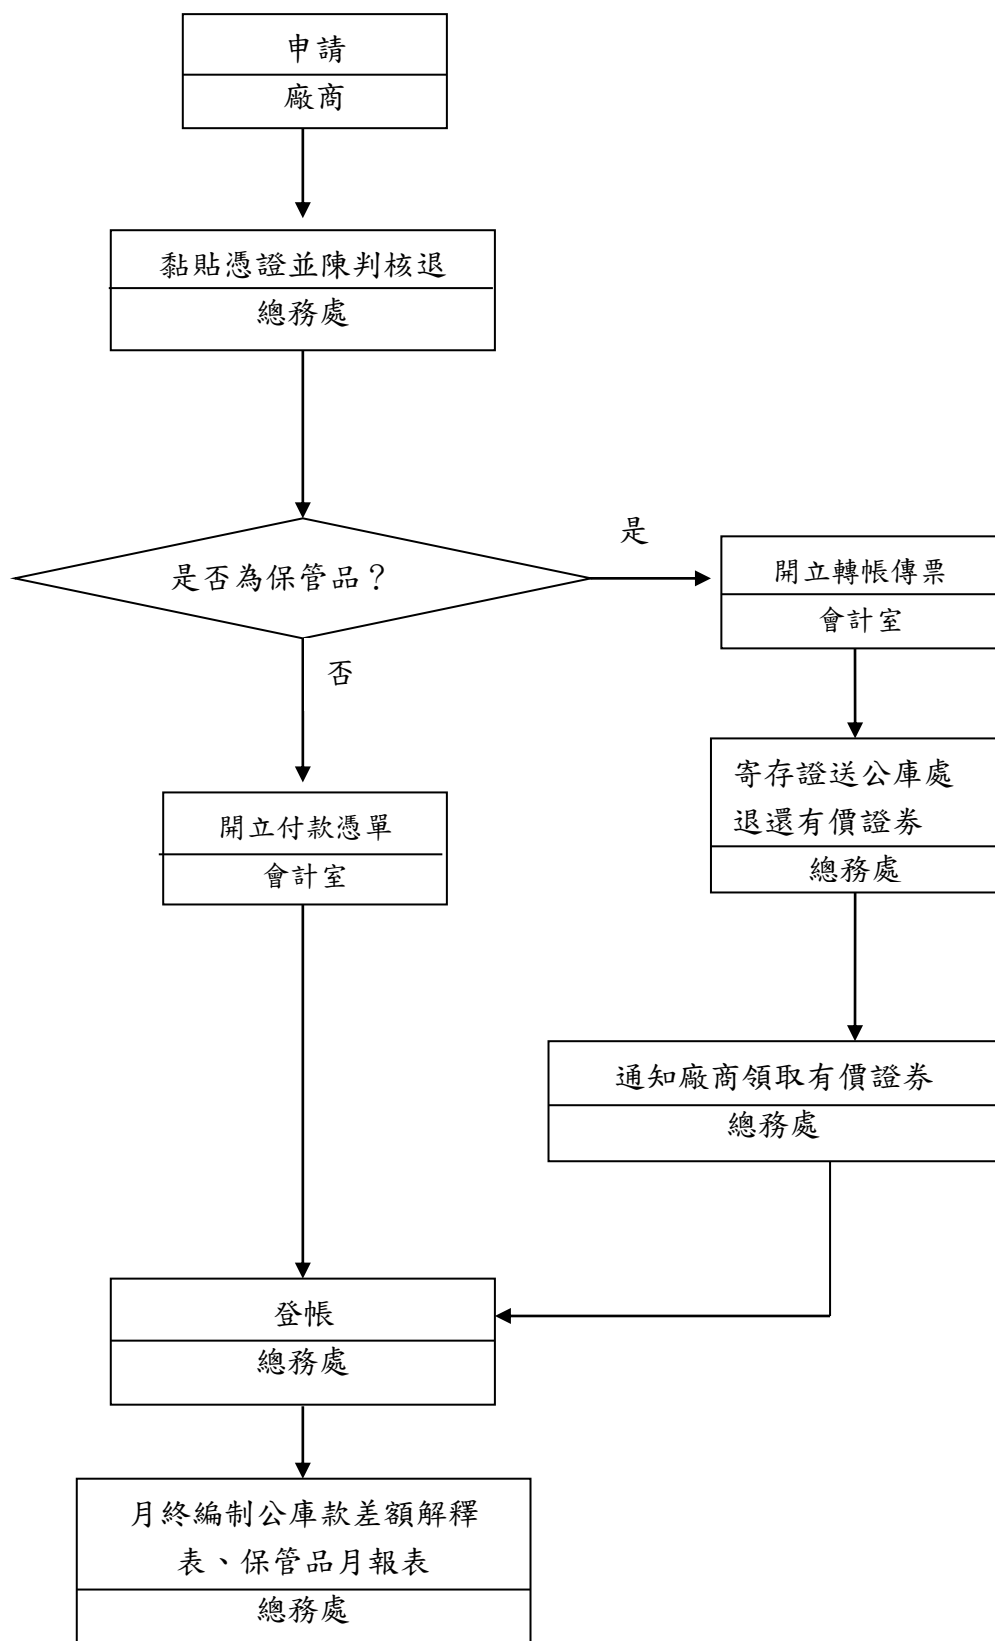 申請
廠商
黏貼憑證並陳判核退
總務處
是否為保管品？
是
開立轉帳傳票
會計室
否
寄存證送公庫處
退還有價證券
總務處
開立付款憑單
會計室
通知廠商領取有價證券
總務處
登帳
總務處
月終編制公庫款差額解釋
表、保管品月報表
總務處